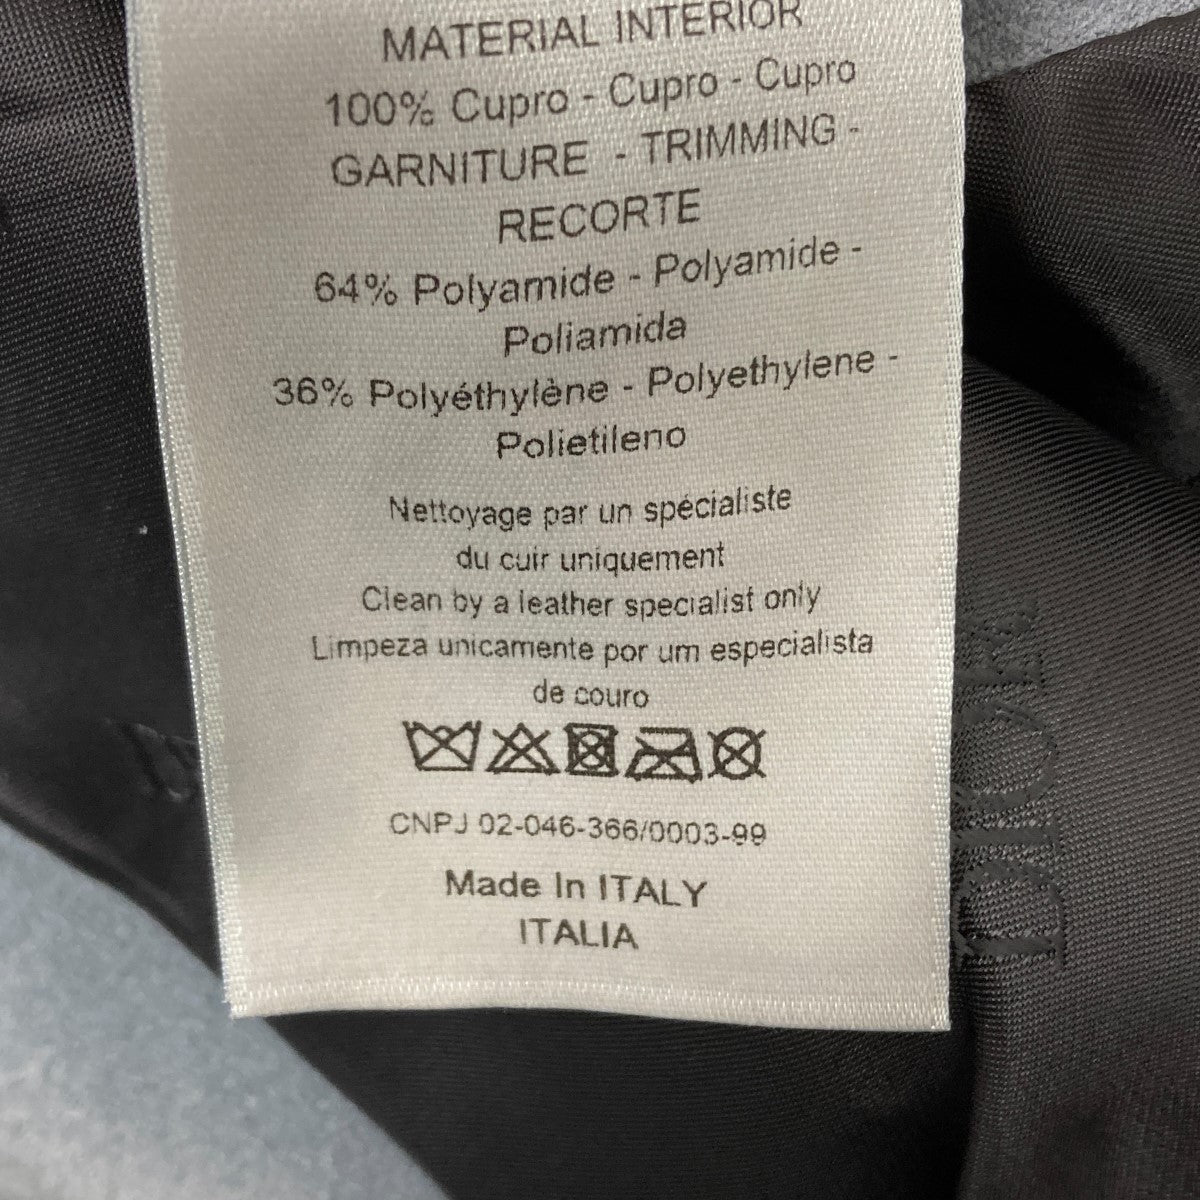 MATERIAL INTERIOR
100% Cupro - Cupro - Cupro
GARNITURE - TRIMMING -
RECORTE
64% Polyamide - Polyamide -
Poliamida
36% Polyéthylène - Polyethylene -
Polietileno
Nettoyage par un spécialiste
du cuir uniquement
Clean by a leather specialist only
Limpeza unicamente por um especialista
de couro
CNPJ 02-046-366/0003-99
Made In ITALY
ITALIA
DIOR